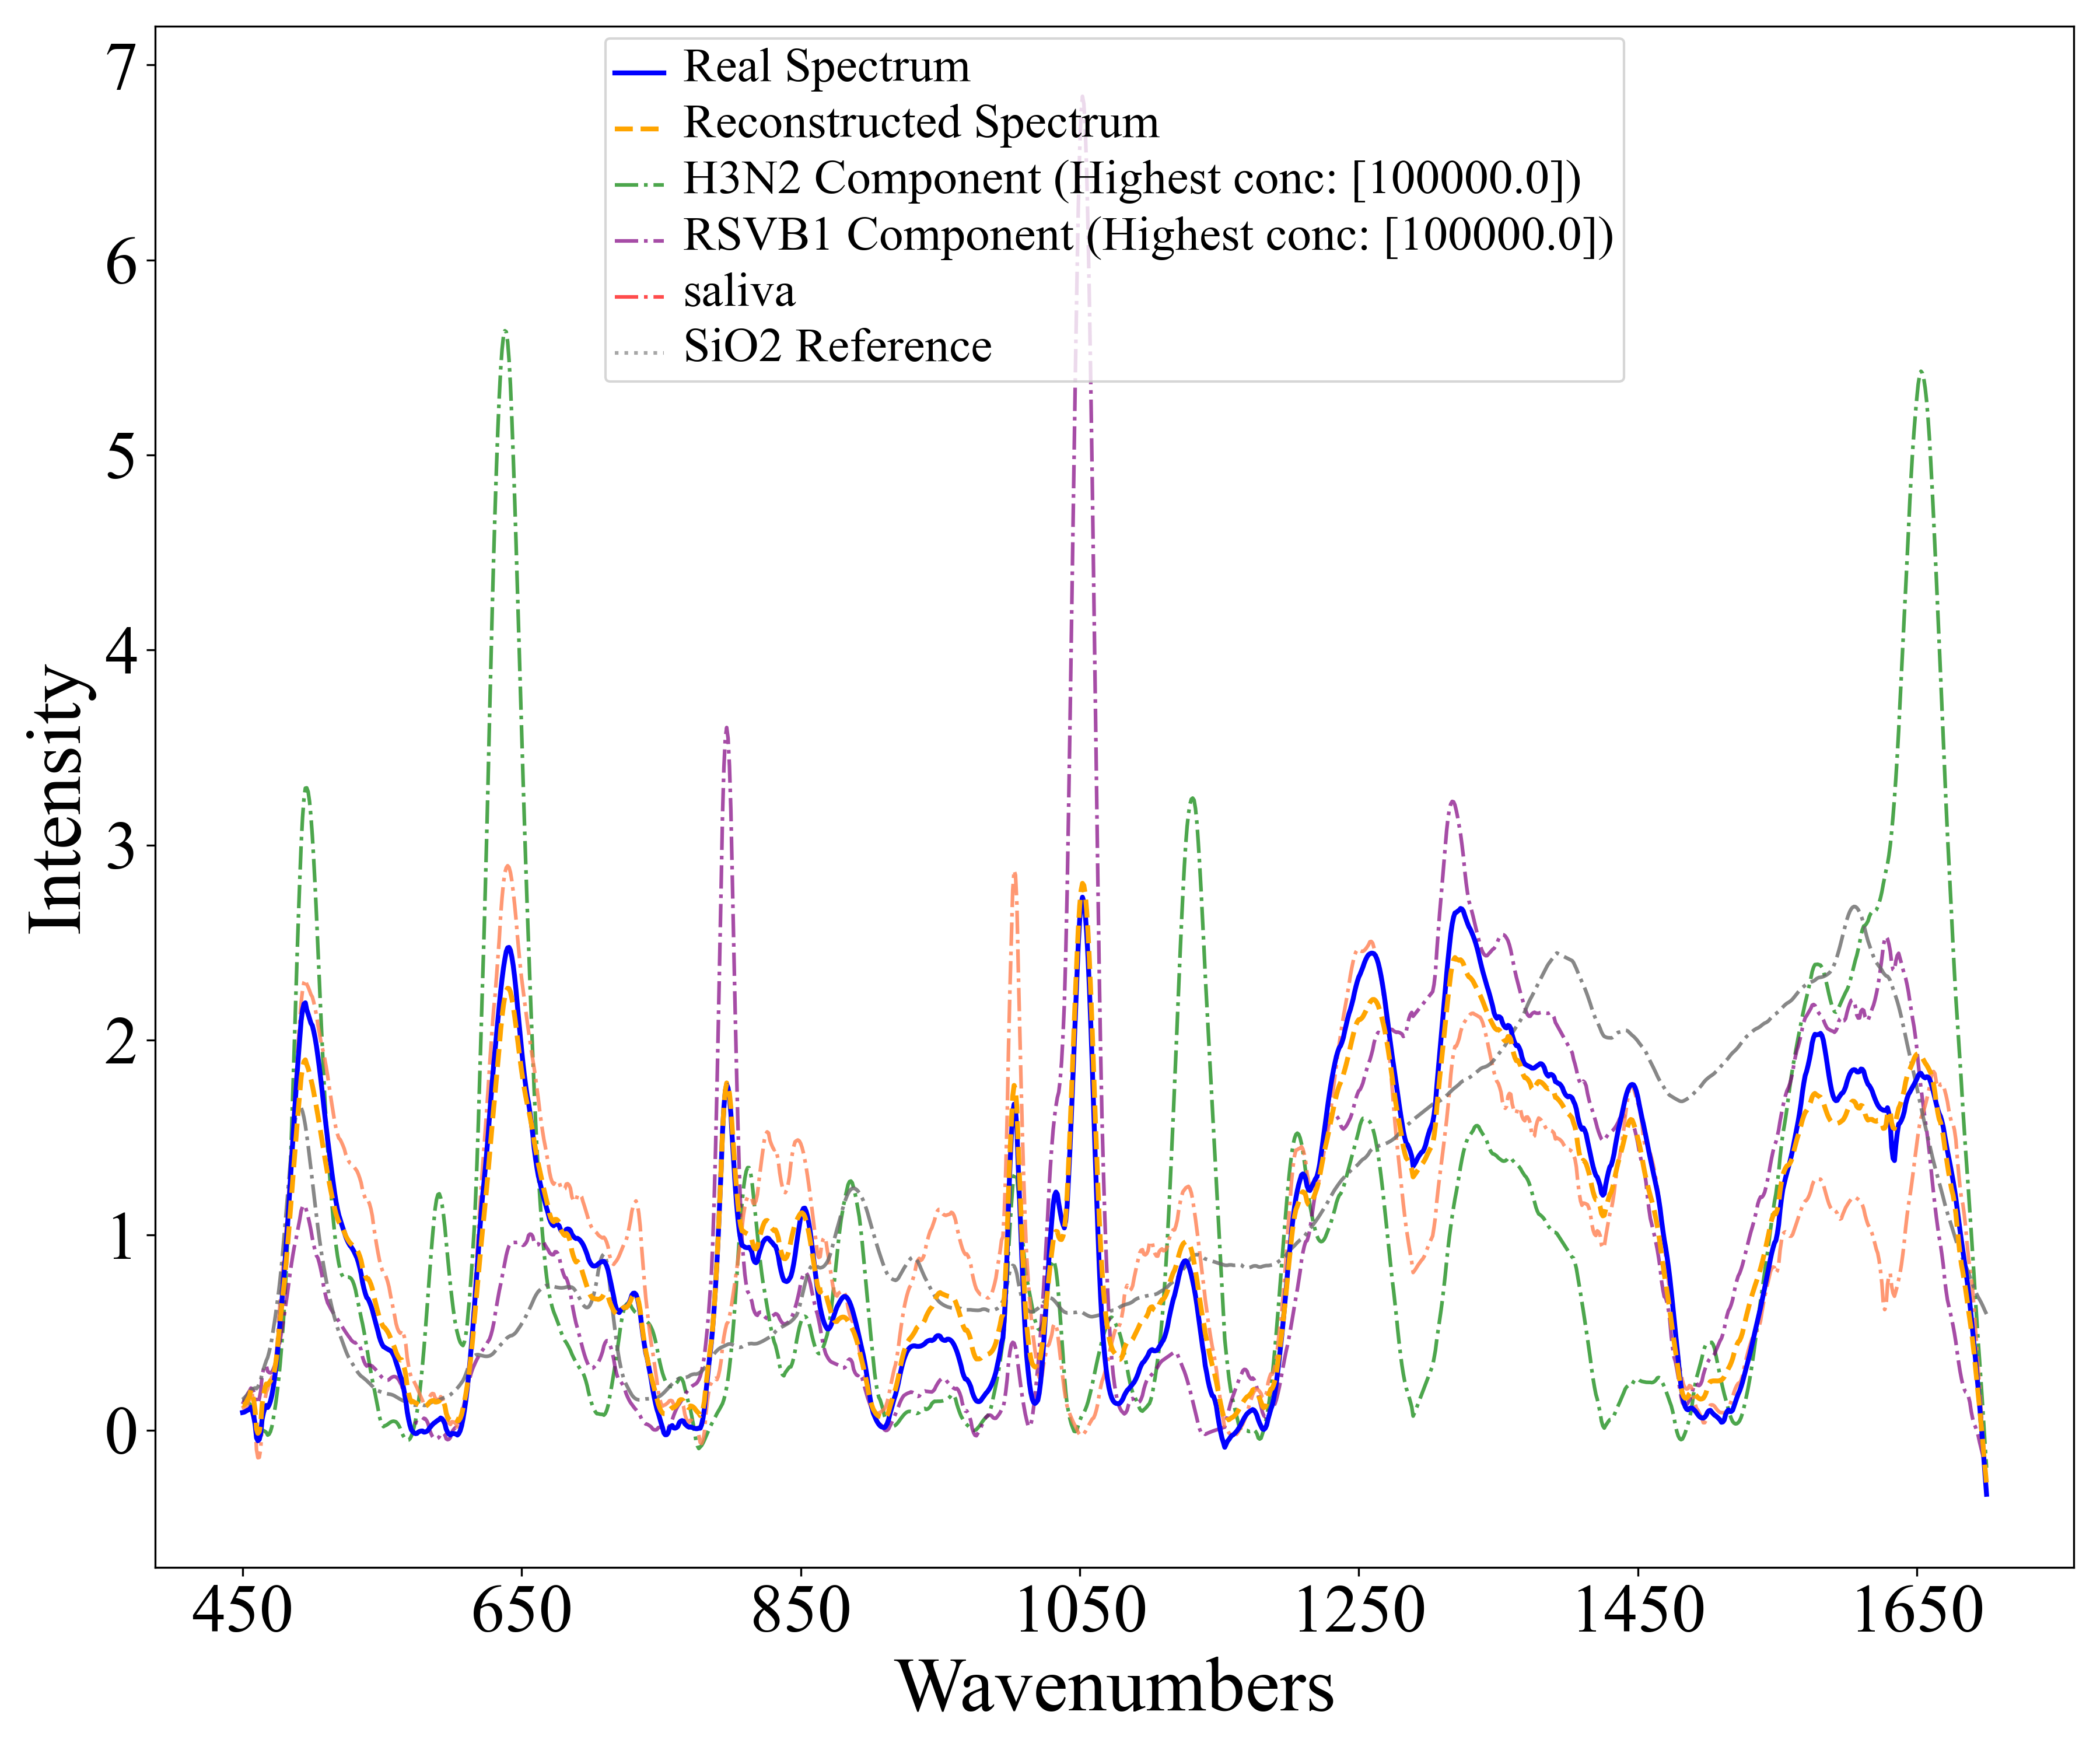 7
6
5
4
3
2
1
0
Intensity
Real Spectrum
Reconstructed Spectrum
H3N2 Component (Highest conc: [100000.0])
RSVB1 Component (Highest conc: [100000.0])
saliva
SiO2 Reference
450 650 850 1050 1250 1450 1650
Wavenumbers